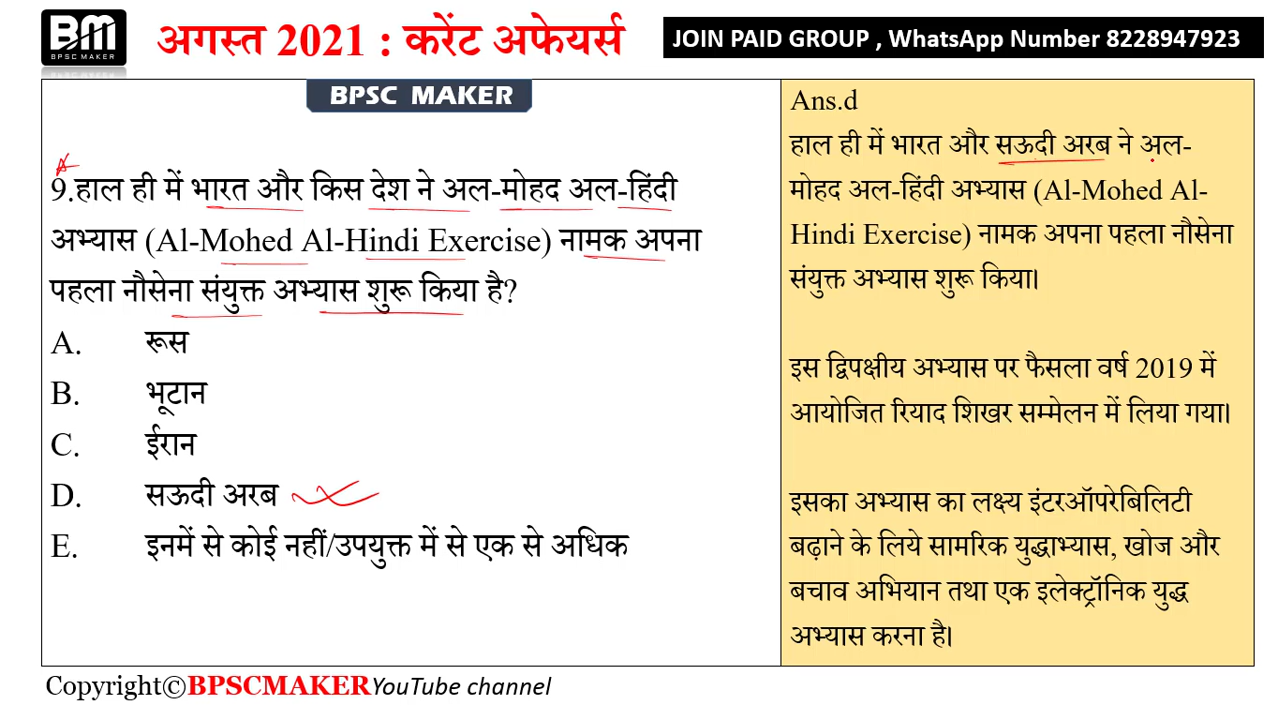 BM
BPSC MAKER
अगस्त 2021 : करेंट अफेयर्स
JOIN PAID GROUP , WhatsApp Number 8228947923
BPSC MAKER
9.हाल ही में भारत और किस देश ने अल-मोहद अल-हिंदी
अभ्यास (Al-Mohed Al-Hindi Exercise) नामक अपना
पहला नौसेना संयुक्त अभ्यास शुरू किया है?
A. रूस
B. भूटान
C. ईरान
D. सऊदी अरब
E. इनमें से कोई नहीं/उपयुक्त में से एक से अधिक
Ans.d
हाल ही में भारत और सऊदी अरब ने अल-
मोहद अल-हिंदी अभ्यास (Al-Mohed Al-
Hindi Exercise) नामक अपना पहला नौसेना
संयुक्त अभ्यास शुरू किया।
इस द्विपक्षीय अभ्यास पर फैसला वर्ष 2019 में
आयोजित रियाद शिखर सम्मेलन में लिया गया।
इसका अभ्यास का लक्ष्य इंटरऑपरेबिलिटी
बढ़ाने के लिये सामरिक युद्धाभ्यास, खोज और
बचाव अभियान तथा एक इलेक्ट्रॉनिक युद्ध
अभ्यास करना है।
Copyright©BPSCMAKERYouTube channel